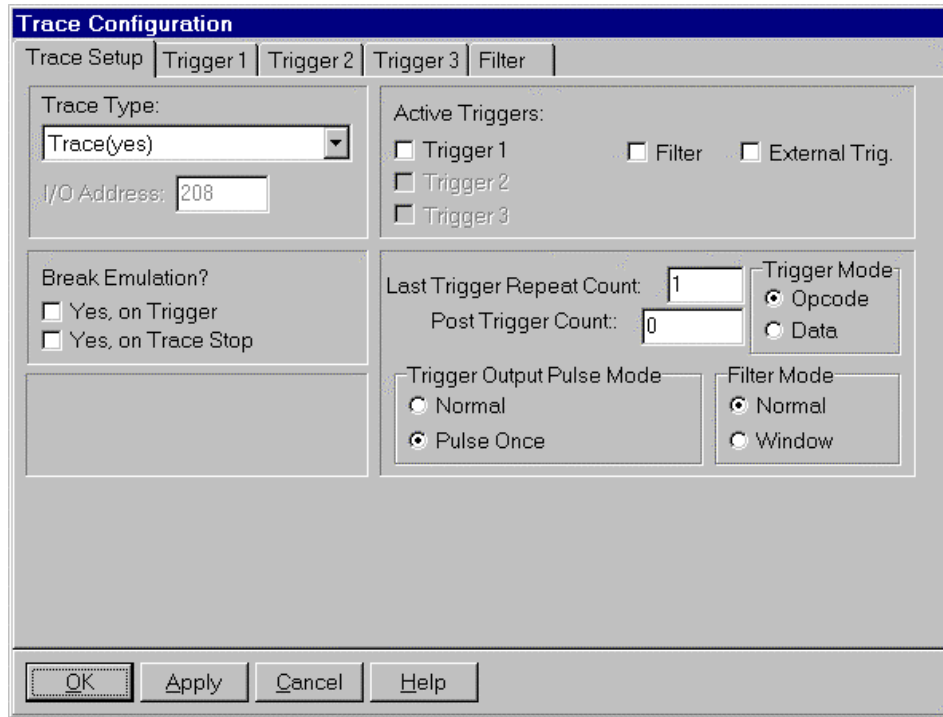 Trace Configuration
Trace Setup Trigger 1 Trigger 2 Trigger 3 Filter
Trace Type:
Trace(yes)
I/O Address: 208
Active Triggers:
Trigger 1 Filter External Trig.
Trigger 2
Trigger 3
Break Emulation?
Yes, on Trigger
Yes, on Trace Stop
Last Trigger Repeat Count: 1
Post Trigger Count:: 0
Trigger Mode
Opcode
Data
Trigger Output Pulse Mode
Normal
Pulse Once
Filter Mode
Normal
Window
OK Apply Cancel Help